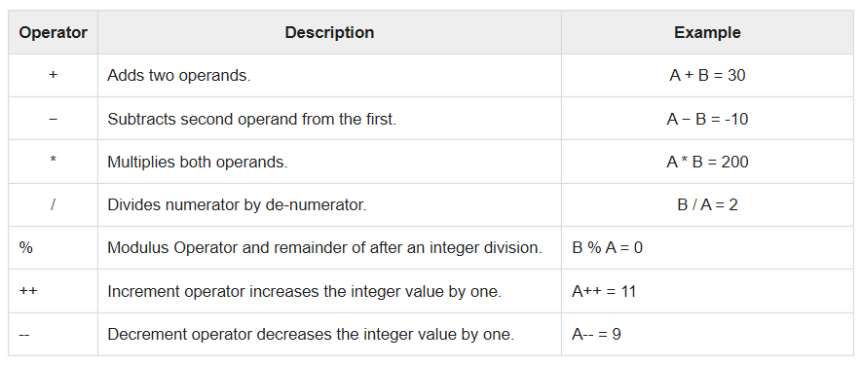 Operator Description Example
+ Adds two operands. A + B = 30
− Subtracts second operand from the first. A − B = -10
* Multiplies both operands. A * B = 200
/ Divides numerator by de-numerator. B / A = 2
% Modulus Operator and remainder of after an integer division. B % A = 0
++ Increment operator increases the integer value by one. A++ = 11
-- Decrement operator decreases the integer value by one. A-- = 9